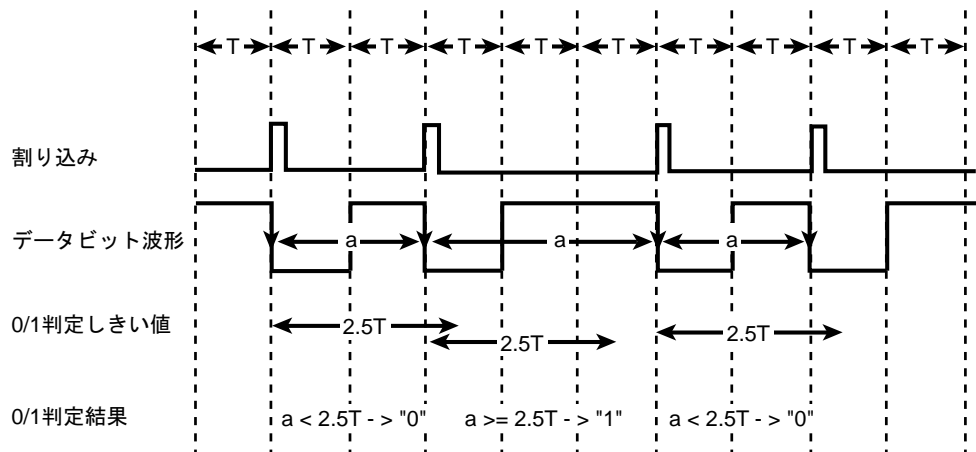 T T T T T T T T T T
割り込み
データビット波形 a a a
0/1判定しきい値 2.5T 2.5T 2.5T
0/1判定結果 a < 2.5T - > "0" a >= 2.5T - > "1" a < 2.5T - > "0"